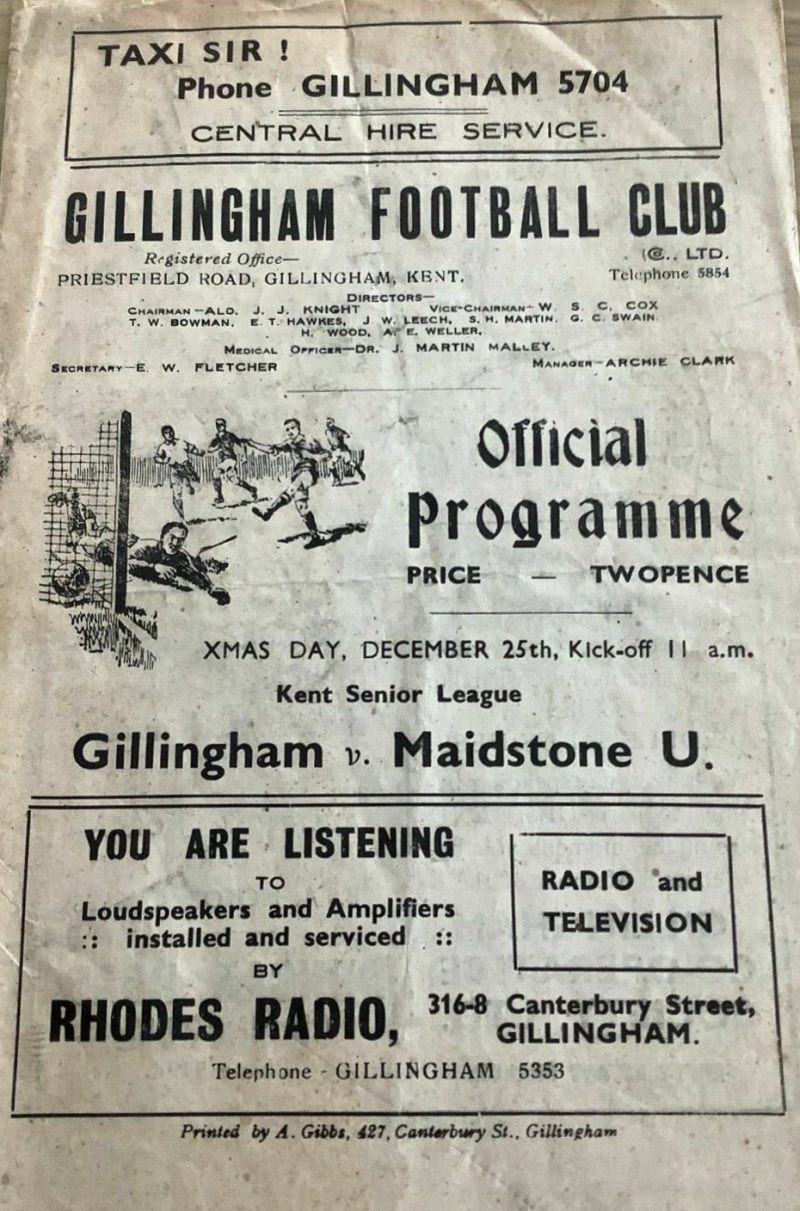 TAXI SIR !
Phone GILLINGHAM 5704
CENTRAL HIRE SERVICE.
GILLINGHAM FOOTBALL CLUB
Registered Office—
LTD.
PRIESTFIELD ROAD, GILLINGHAM, KENT.
Telephone 5854
DIRECTORS—
CHAIRMAN—ALD. J. J. KNIGHT VICE-CHAIRMAN—W. S. C. COX
T. W. BOWMAN. E. T. HAWKES, J W. LEECH, S. H. MARTIN. G. C. SWAIN
H. WOOD, A. E. WELLER.
MEDICAL OFFICER—DR. J. MARTIN MALLEY.
SECRETARY—E. W. FLETCHER
MANAGER—ARCHIE CLARK
Official
Programme
PRICE — TWOPENCE
XMAS DAY, DECEMBER 25th, Kick-off 11 a.m.
Kent Senior League
Gillingham v. Maidstone U.
YOU ARE LISTENING
TO
Loudspeakers and Amplifiers
:: installed and serviced ::
BY
RADIO and
TELEVISION
RHODES RADIO,
316-8 Canterbury Street,
GILLINGHAM.
Telephone - GILLINGHAM 5353
Printed by A. Gibbs, 427, Canterbury St., Gillingham